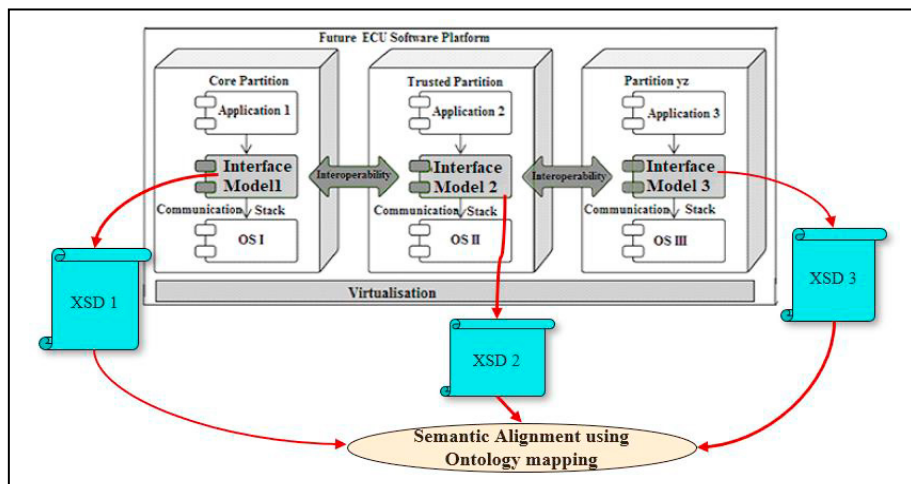 Future ECU Software Platform
Core Partition
Application 1
Interface
Model1
Communication Stack
OS I
Interoperability
Trusted Partition
Application 2
Interface
Model 2
Communication Stack
OS II
Interoperability
Partition yz
Application 3
Interface
Model 3
Communication Stack
OS III
Virtualisation
XSD 1
XSD 2
XSD 3
Semantic Alignment using
Ontology mapping